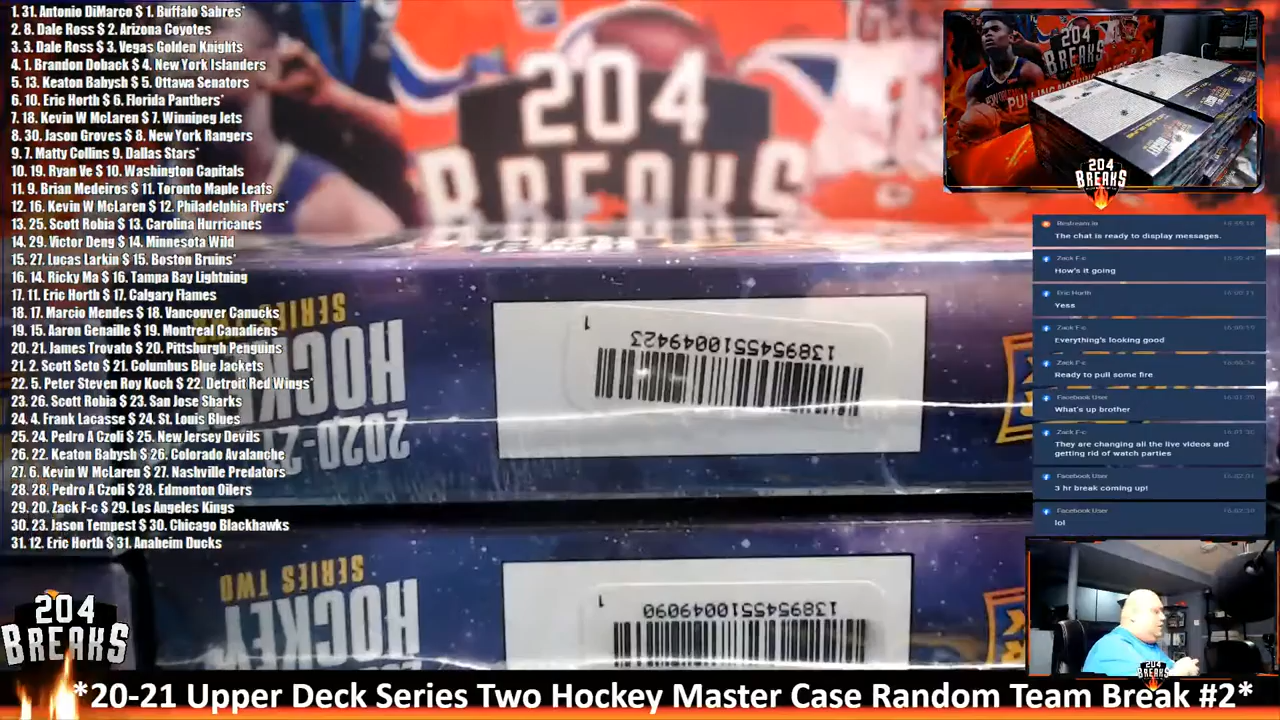 1. 31. Antonio DiMarco $ 1. Buffalo Sabres*
2. 8. Dale Ross $ 2. Arizona Coyotes
3. 3. Dale Ross $ 3. Vegas Golden Knights
4. 1. Brandon Doback $ 4. New York Islanders
5. 13. Keaton Babysh $ 5. Ottawa Senators
6. 10. Eric Horth $ 6. Florida Panthers*
7. 18. Kevin W McLaren $ 7. Winnipeg Jets
8. 30. Jason Groves $ 8. New York Rangers
9. 7. Matty Collins 9. Dallas Stars*
10. 19. Ryan Ve $ 10. Washington Capitals
11. 9. Brian Medeiros $ 11. Toronto Maple Leafs
12. 16. Kevin W McLaren $ 12. Philadelphia Flyers*
13. 25. Scott Robia $ 13. Carolina Hurricanes
14. 29. Victor Deng $ 14. Minnesota Wild
15. 27. Lucas Larkin $ 15. Boston Bruins*
16. 14. Ricky Ma $ 16. Tampa Bay Lightning
17. 11. Eric Horth $ 17. Calgary Flames
18. 17. Marcio Mendes $ 18. Vancouver Canucks
19. 15. Aaron Genaille $ 19. Montreal Canadiens
20. 21. James Trovato $ 20. Pittsburgh Penguins
21. 2. Scott Seto $ 21. Columbus Blue Jackets
22. 5. Peter Steven Roy Koch $ 22. Detroit Red Wings*
23. 26. Scott Robia $ 23. San Jose Sharks
24. 4. Frank Lacasse $ 24. St. Louis Blues
25. 24. Pedro A Czoli $ 25. New Jersey Devils
26. 22. Keaton Babysh $ 26. Colorado Avalanche
27. 6. Kevin W McLaren $ 27. Nashville Predators
28. 28. Pedro A Czoli $ 28. Edmonton Oilers
29. 20. Zack F-c $ 29. Los Angeles Kings
30. 23. Jason Tempest $ 30. Chicago Blackhawks
31. 12. Eric Horth $ 31. Anaheim Ducks
204
BREAKS
SERIES
HOCKEY
2020-21
1
13895455510049423
SERIES TWO
HOCKEY
1
13895455510049090
204
BREAKS
PULLING NOTHING BUT
204
BREAKS
Restream.io
The chat is ready to display messages.
Zack F-c
How's it going
Eric Horth
Yess
Zack F-c
Everything's looking good
Zack F-c
Ready to pull some fire
Facebook User
What's up brother
Zack F-c
They are changing all the live videos and
getting rid of watch parties
Facebook User
3 hr break coming up!
Facebook User
lol
204
BREAKS
204
BREAKS
*20-21 Upper Deck Series Two Hockey Master Case Random Team Break #2*